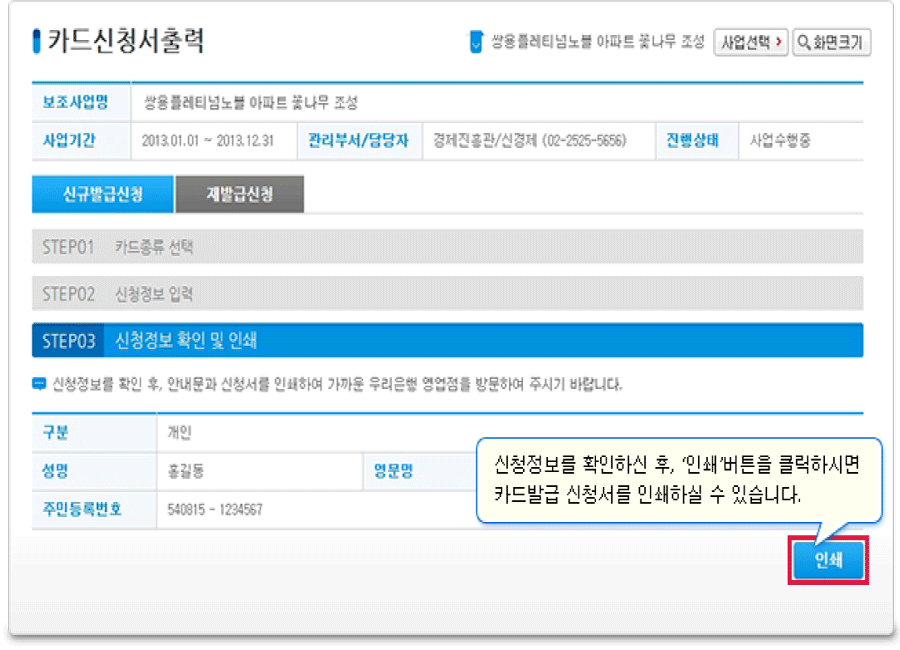 카드신청서출력
쌍용플레티넘노블 아파트 꽃나무 조성 사업선택 화면크기
보조사업명 쌍용플레티넘노블 아파트 꽃나무 조성
사업기간 2013.01.01 ~ 2013.12.31 관리부서/담당자 경제진흥관/신경제 (02-2525-5656) 진행상태 사업수행중
신규발급신청 재발급신청
STEP01 카드종류 선택
STEP02 신청정보 입력
STEP03 신청정보 확인 및 인쇄
신청정보를 확인 후, 안내문과 신청서를 인쇄하여 가까운 우리은행 영업점을 방문하여 주시기 바랍니다.
구분 개인
성명 홍길동 영문명
주민등록번호 540815 - 1234567
신청정보를 확인하신 후, ‘인쇄’버튼을 클릭하시면
카드발급 신청서를 인쇄하실 수 있습니다.
인쇄